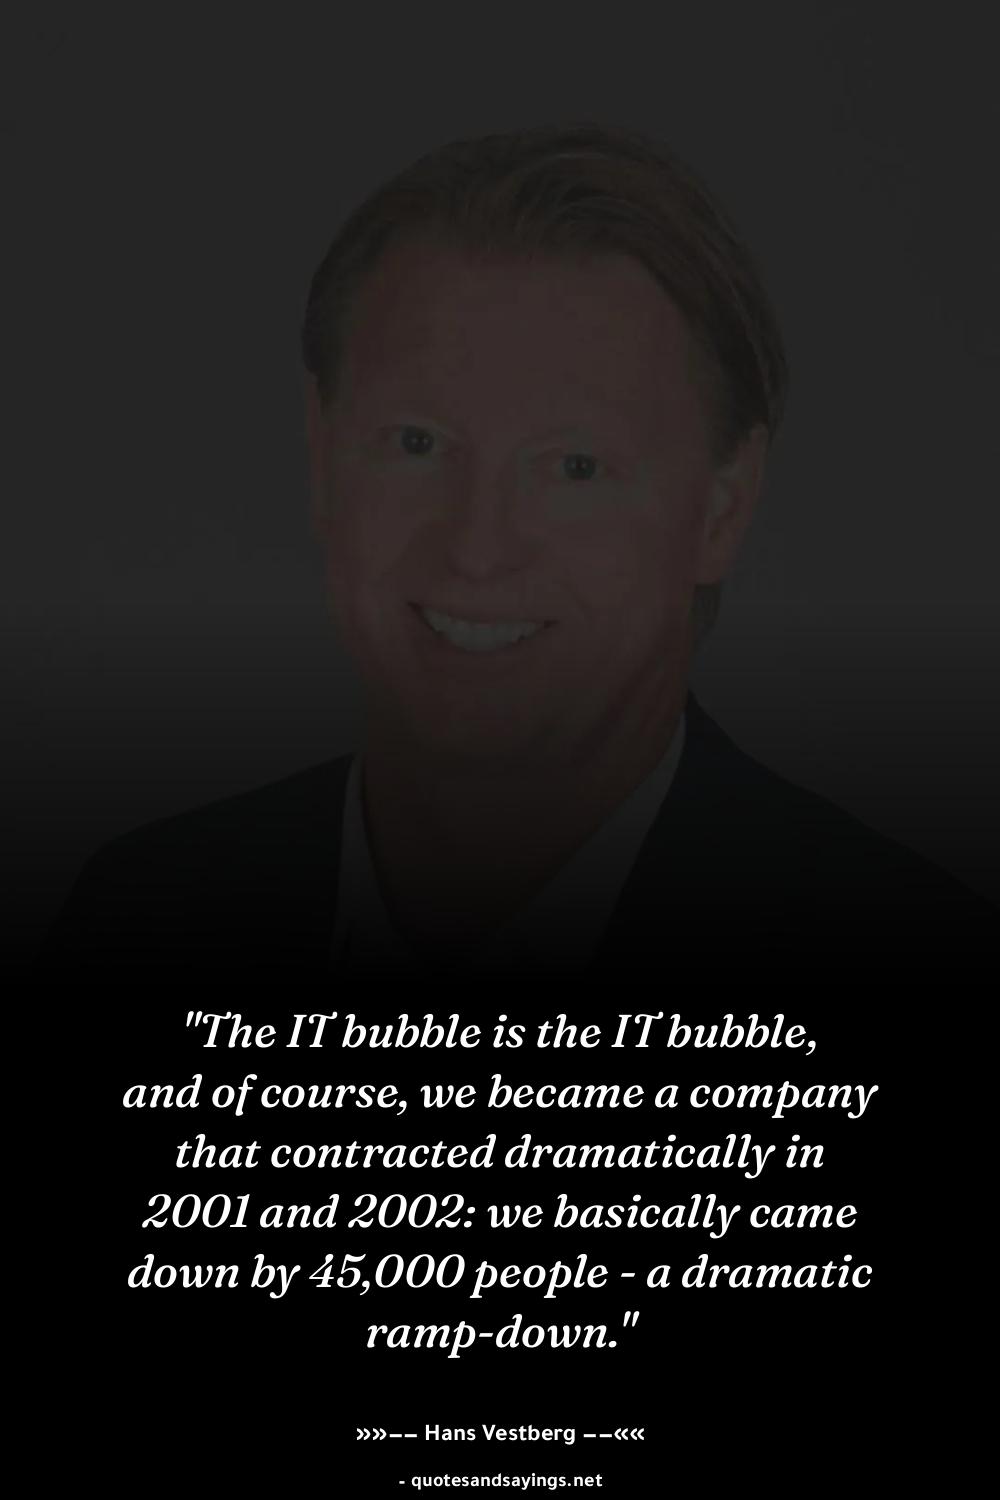 "The IT bubble is the IT bubble,
and of course, we became a company
that contracted dramatically in
2001 and 2002: we basically came
down by 45,000 people - a dramatic
ramp-down."
»»–– Hans Vestberg ––««
- quotesandsayings.net